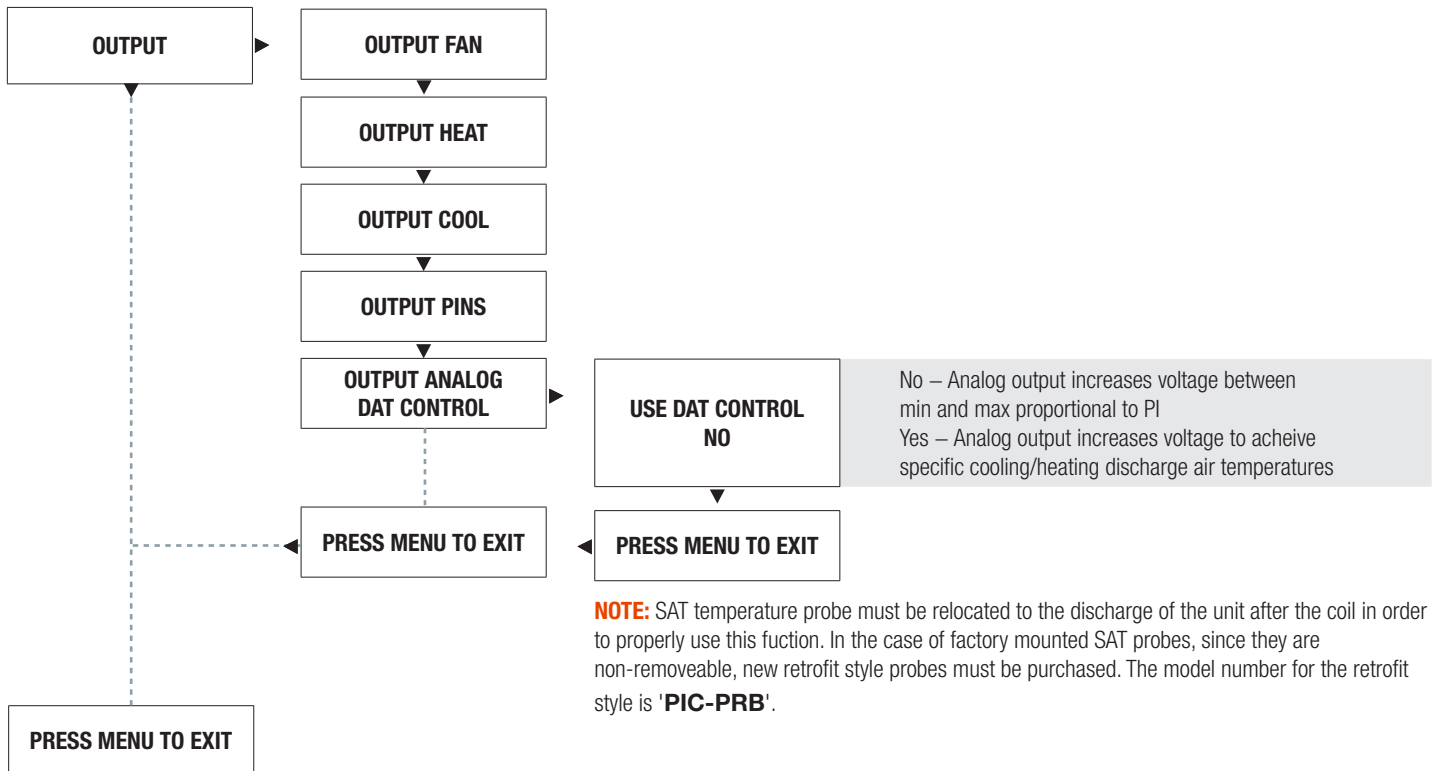 OUTPUT
OUTPUT FAN
OUTPUT HEAT
OUTPUT COOL
OUTPUT PINS
OUTPUT ANALOG
DAT CONTROL
USE DAT CONTROL
NO
No – Analog output increases voltage between
min and max proportional to PI
Yes – Analog output increases voltage to acheive
specific cooling/heating discharge air temperatures
PRESS MENU TO EXIT
PRESS MENU TO EXIT
NOTE: SAT temperature probe must be relocated to the discharge of the unit after the coil in order
to properly use this fuction. In the case of factory mounted SAT probes, since they are
non-removeable, new retrofit style probes must be purchased. The model number for the retrofit
style is 'PIC-PRB'.
PRESS MENU TO EXIT